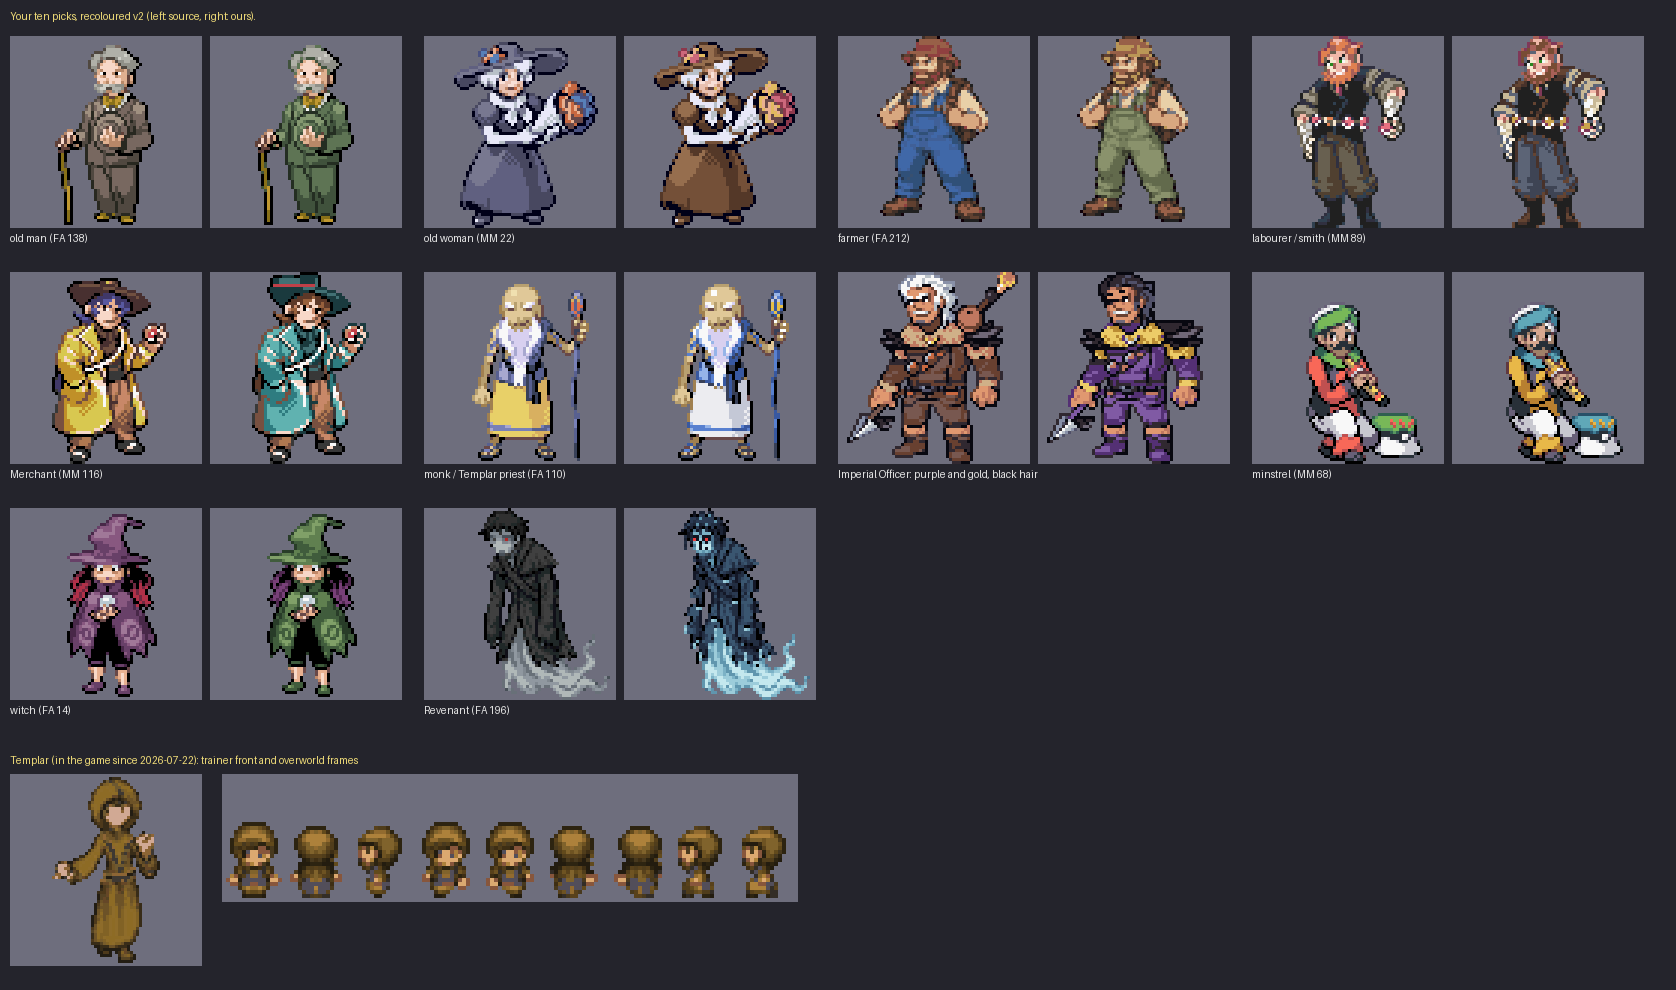 Your ten picks, recoloured v2 (left: source, right: ours).
old man (FA 138)
old woman (MM 22)
farmer (FA 212)
labourer / smith (MM 89)
Merchant (MM 116)
monk / Templar priest (FA 110)
Imperial Officer: purple and gold, black hair
minstrel (MM 68)
witch (FA 14)
Revenant (FA 196)
Templar (in the game since 2026-07-22): trainer front and overworld frames